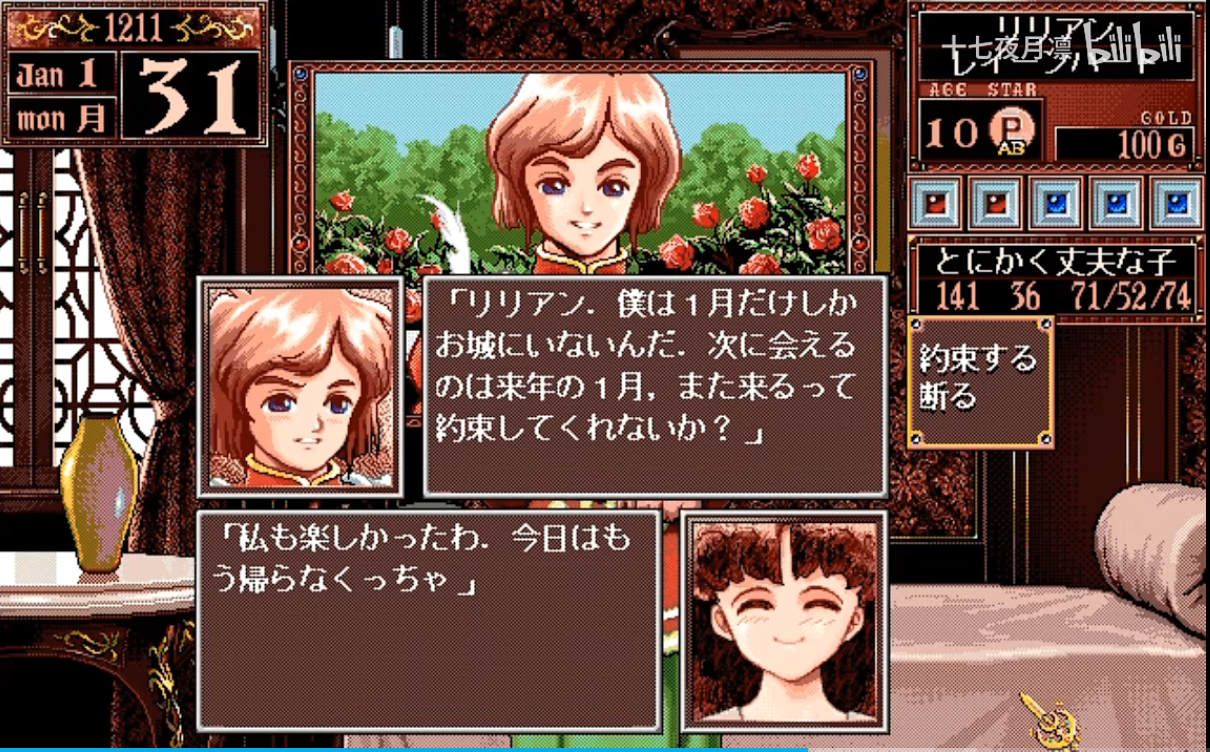 1211
Jan 1
mon 月
31
リリアン
十七夜月凛 bilibili
AGE STAR
10 P
AB
GOLD
100 G
とにかく丈夫な子
141 36 71/52/74
約束する
断る
「リリアン．僕は１月だけしか
お城にいないんだ．次に会える
のは来年の１月，また来るって
約束してくれないか？」
「私も楽しかったわ．今日はも
う帰らなくっちゃ」